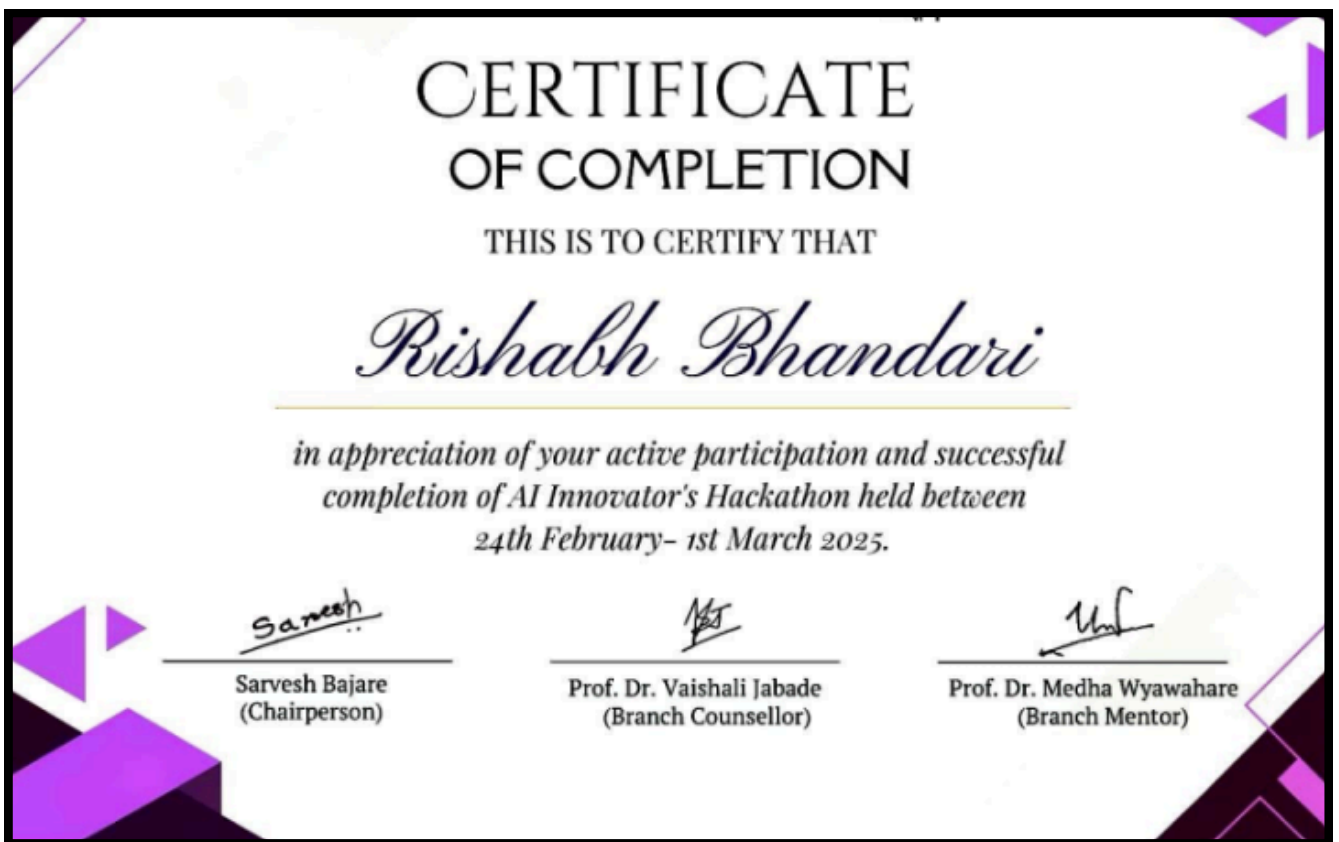 CERTIFICATE
OF COMPLETION
THIS IS TO CERTIFY THAT
Rishabh Bhandari
in appreciation of your active participation and successful
completion of AI Innovator's Hackathon held between
24th February- 1st March 2025.
Sarvesh
Sarvesh Bajare
(Chairperson)
Prof. Dr. Vaishali Jabade
(Branch Counsellor)
Prof. Dr. Medha Wyawahare
(Branch Mentor)